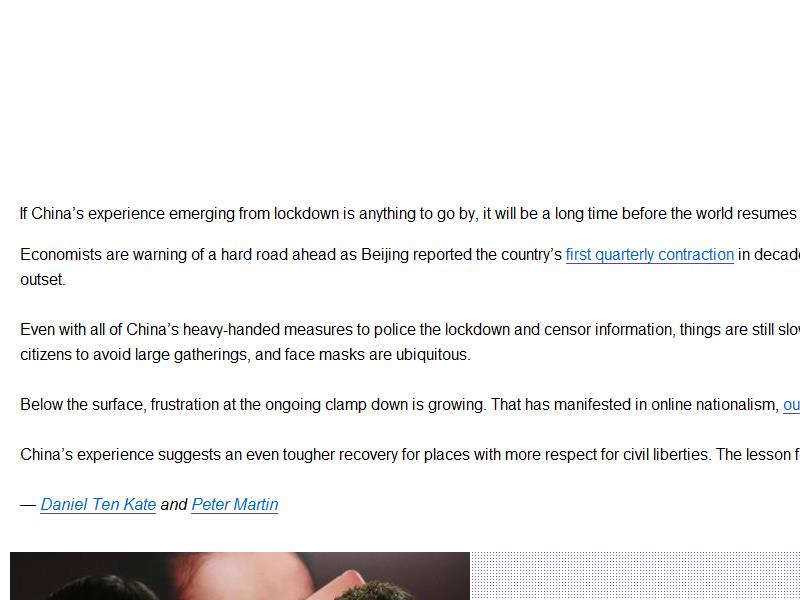 If China’s experience emerging from lockdown is anything to go by, it will be a long time before the world resumes
Economists are warning of a hard road ahead as Beijing reported the country’s first quarterly contraction in
outset.
Even with all of China’s heavy-handed measures to police the lockdown and censor information, things are still
citizens to avoid large gatherings, and face masks are ubiquitous.
Below the surface, frustration at the ongoing clamp down is growing. That has manifested in online nationalism,
China’s experience suggests an even tougher recovery for places with more respect for civil liberties. The lesson
— Daniel Ten Kate and Peter Martin